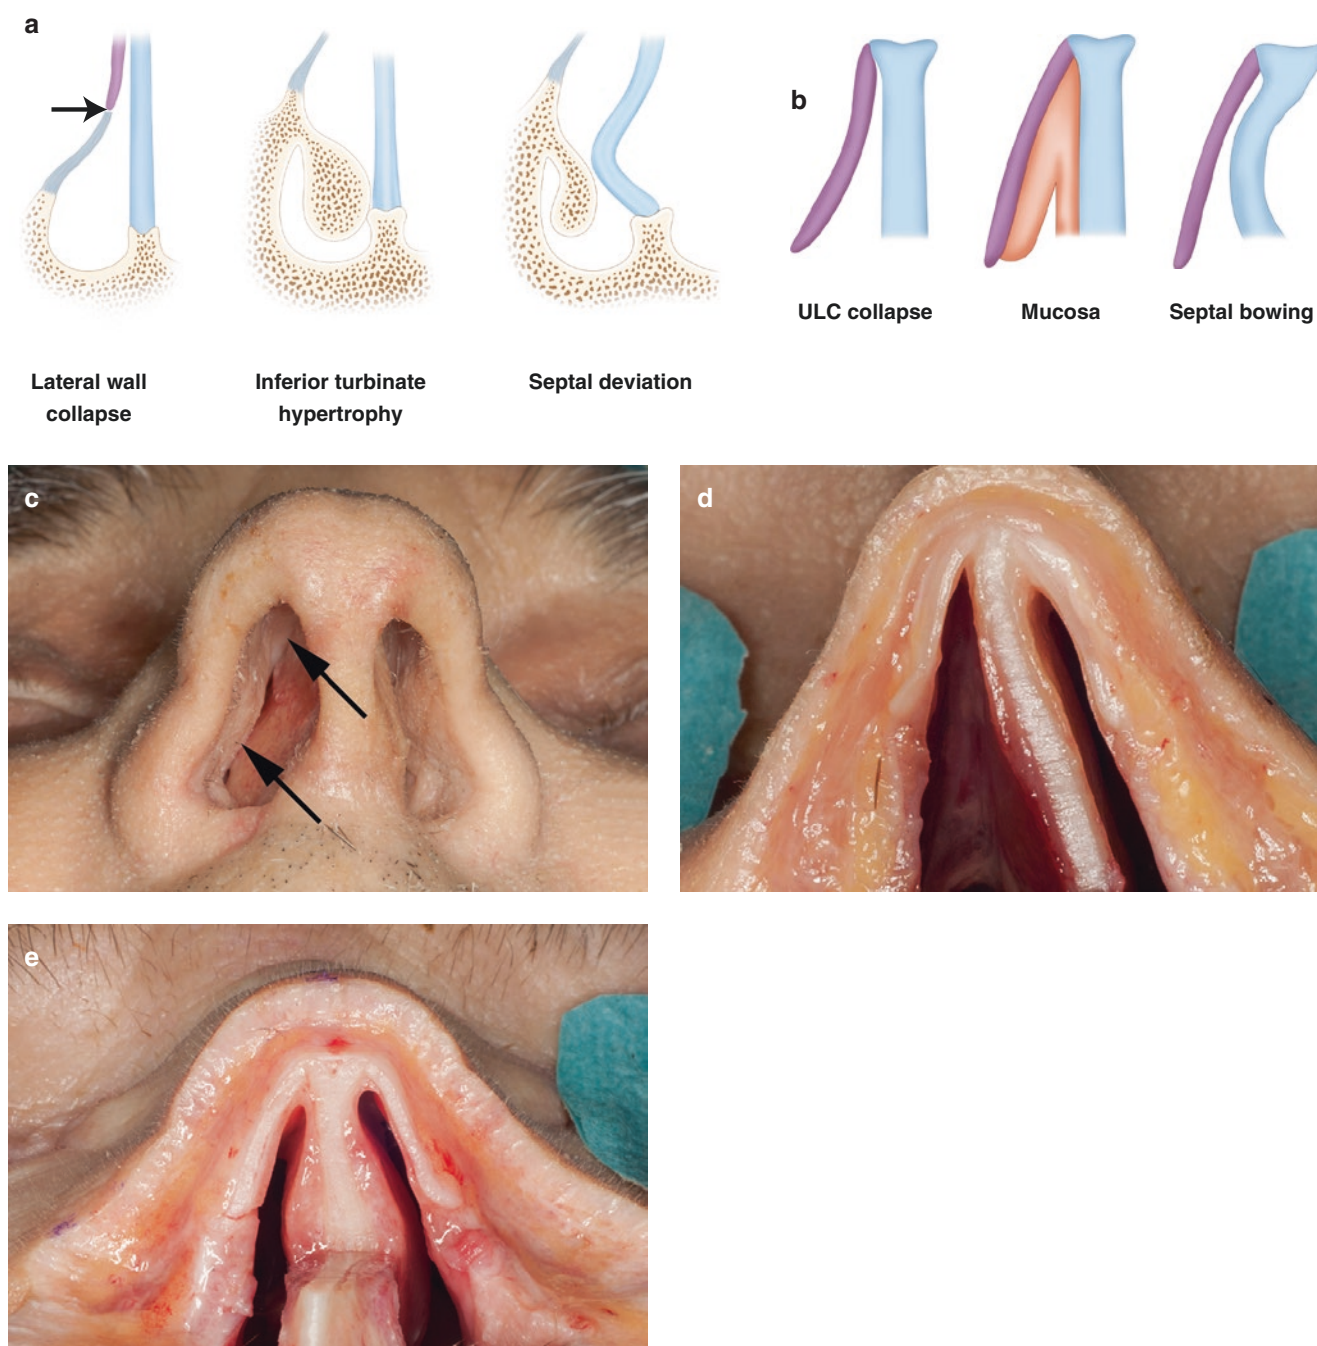 a
b
ULC collapse
Mucosa
Septal bowing
Lateral wall
collapse
Inferior turbinate
hypertrophy
Septal deviation
c
d
e